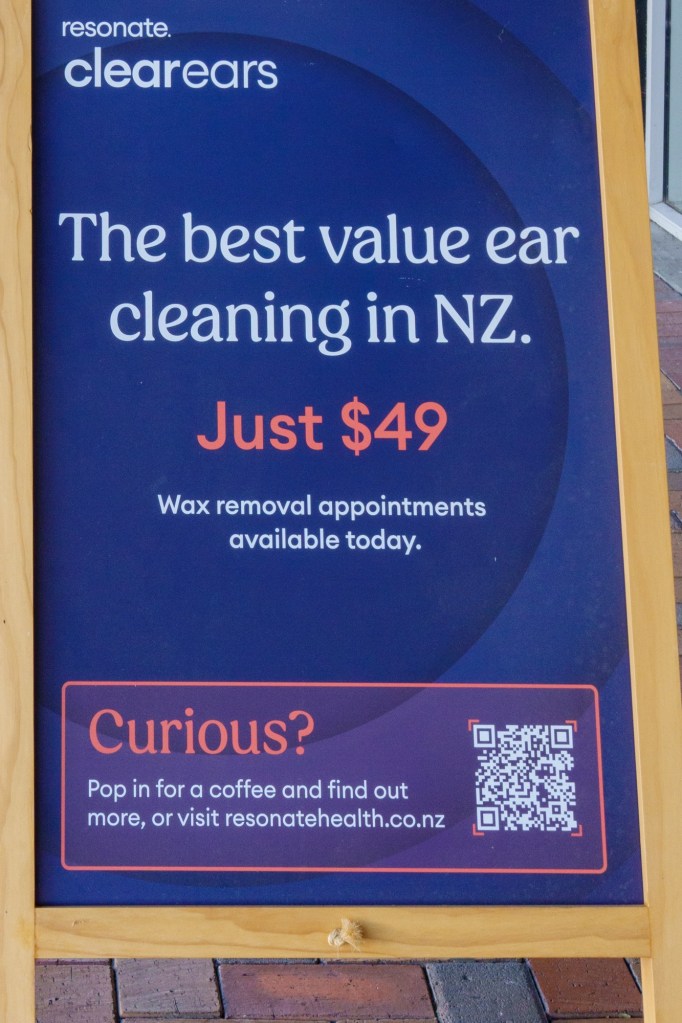 resonate.
clearears
The best value ear
cleaning in NZ.
Just $49
Wax removal appointments
available today.
Curious?
Pop in for a coffee and find out
more, or visit resonatehealth.co.nz